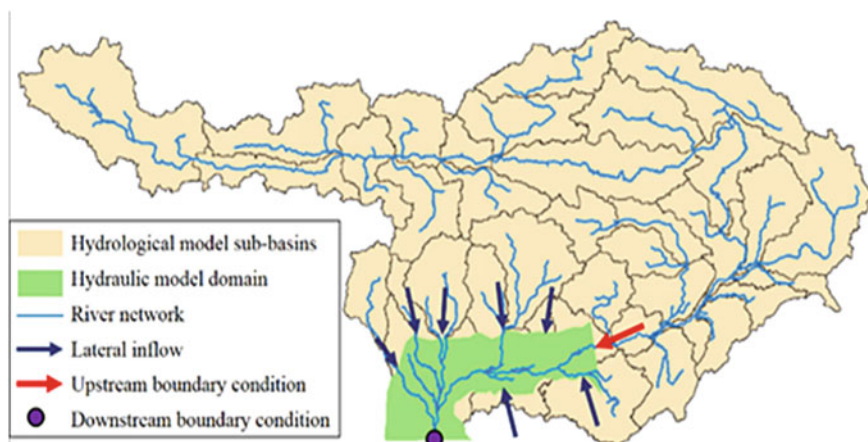 Hydrological model sub-basins
Hydraulic model domain
River network
Lateral inflow
Upstream boundary condition
Downstream boundary condition